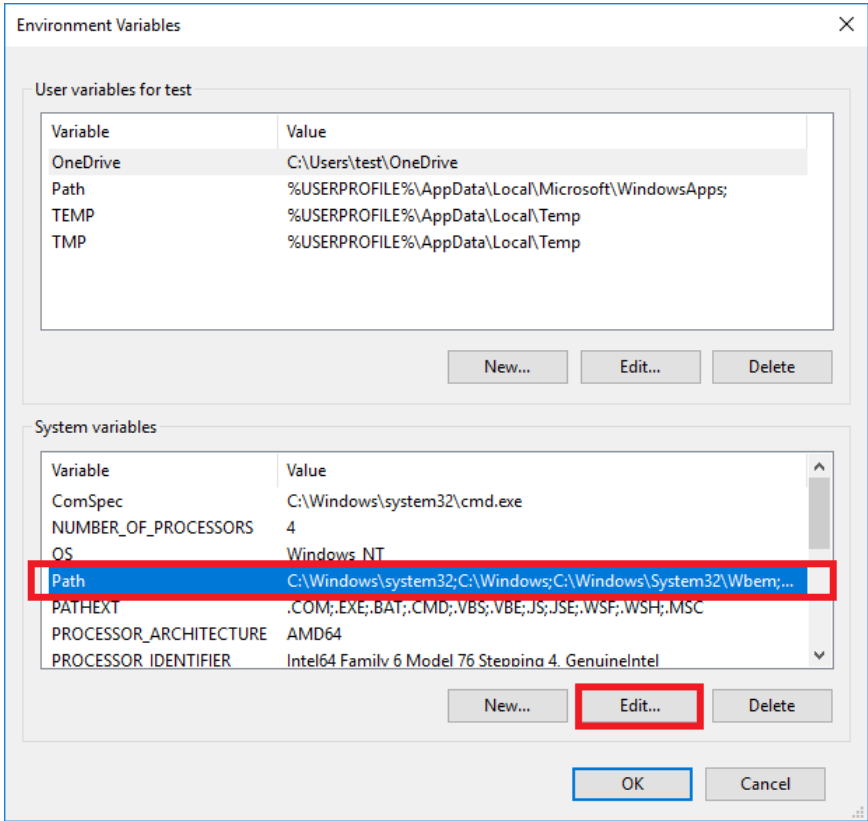 Environment Variables
User variables for test
Variable Value
OneDrive C:\Users\test\OneDrive
Path %USERPROFILE%\AppData\Local\Microsoft\WindowsApps;
TEMP %USERPROFILE%\AppData\Local\Temp
TMP %USERPROFILE%\AppData\Local\Temp
New... Edit... Delete
System variables
Variable Value
ComSpec C:\Windows\system32\cmd.exe
NUMBER_OF_PROCESSORS 4
OS Windows_NT
Path C:\Windows\system32;C:\Windows;C:\Windows\System32\Wbem;...
PATHEXT .COM;.EXE;.BAT;.CMD;.VBS;.VBE;.JS;.JSE;.WSF;.WSH;.MSC
PROCESSOR_ARCHITECTURE AMD64
PROCESSOR_IDENTIFIER Intel64 Family 6 Model 76 Stepping 4, GenuineIntel
New... Edit... Delete
OK Cancel